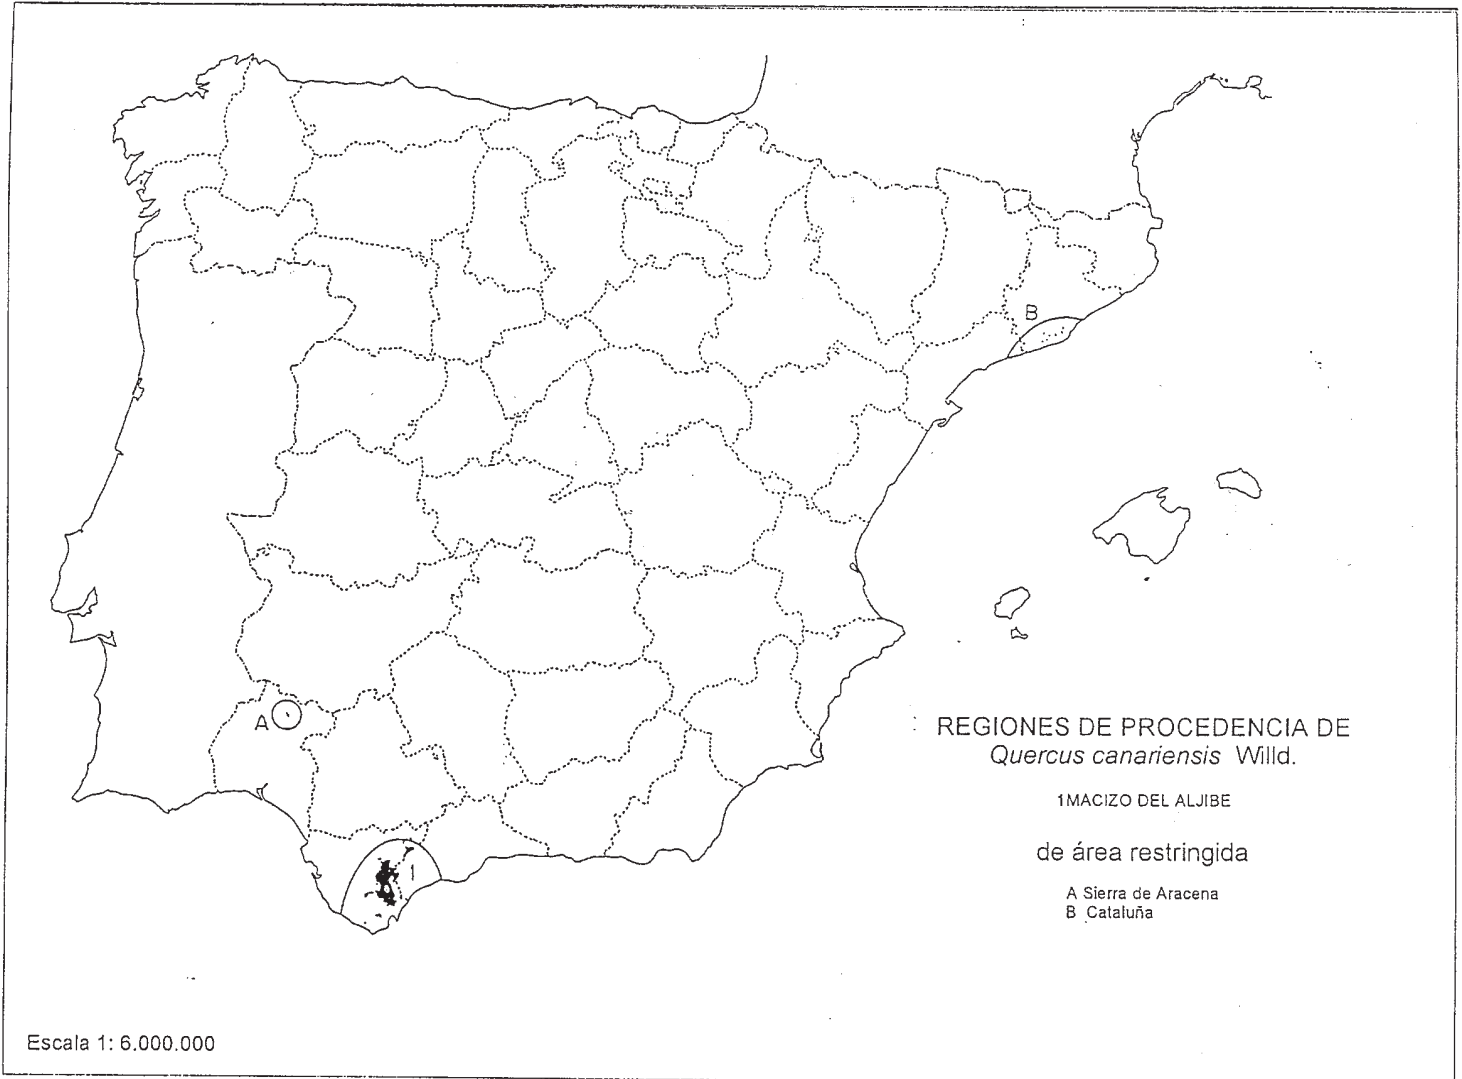 B
A
1
REGIONES DE PROCEDENCIA DE
Quercus canariensis Willd.
1MACIZO DEL ALJIBE
de área restringida
A Sierra de Aracena
B Cataluña
Escala 1: 6.000.000